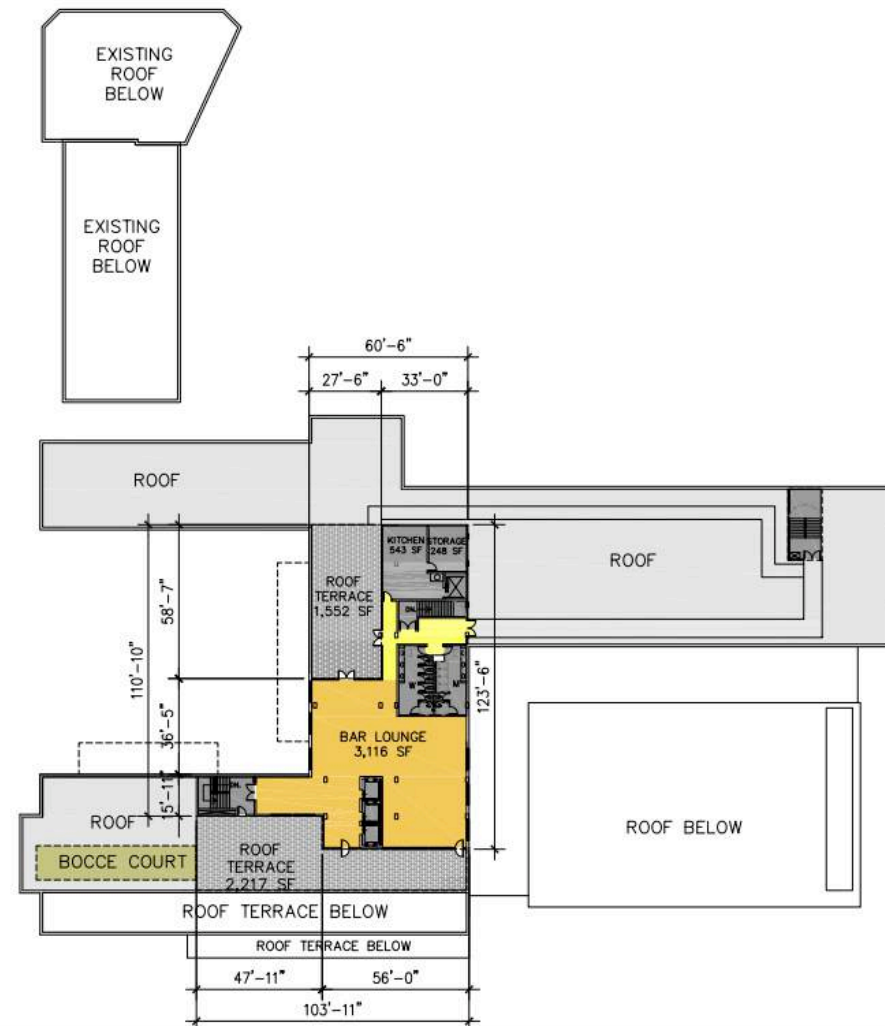 EXISTING
ROOF
BELOW
EXISTING
ROOF
BELOW
60'-6"
27'-6"
33'-0"
ROOF
KITCHEN
543 SF
STORAGE
248 SF
ROOF
ROOF
TERRACE
1,552 SF
58'-7"
DN.
110'-10"
123'-6"
W
M
36'-5"
BAR LOUNGE
3,116 SF
15'-11"
DN.
ROOF
ROOF BELOW
BOCCE COURT
ROOF
TERRACE
2,217 SF
ROOF TERRACE BELOW
ROOF TERRACE BELOW
47'-11"
56'-0"
103'-11"